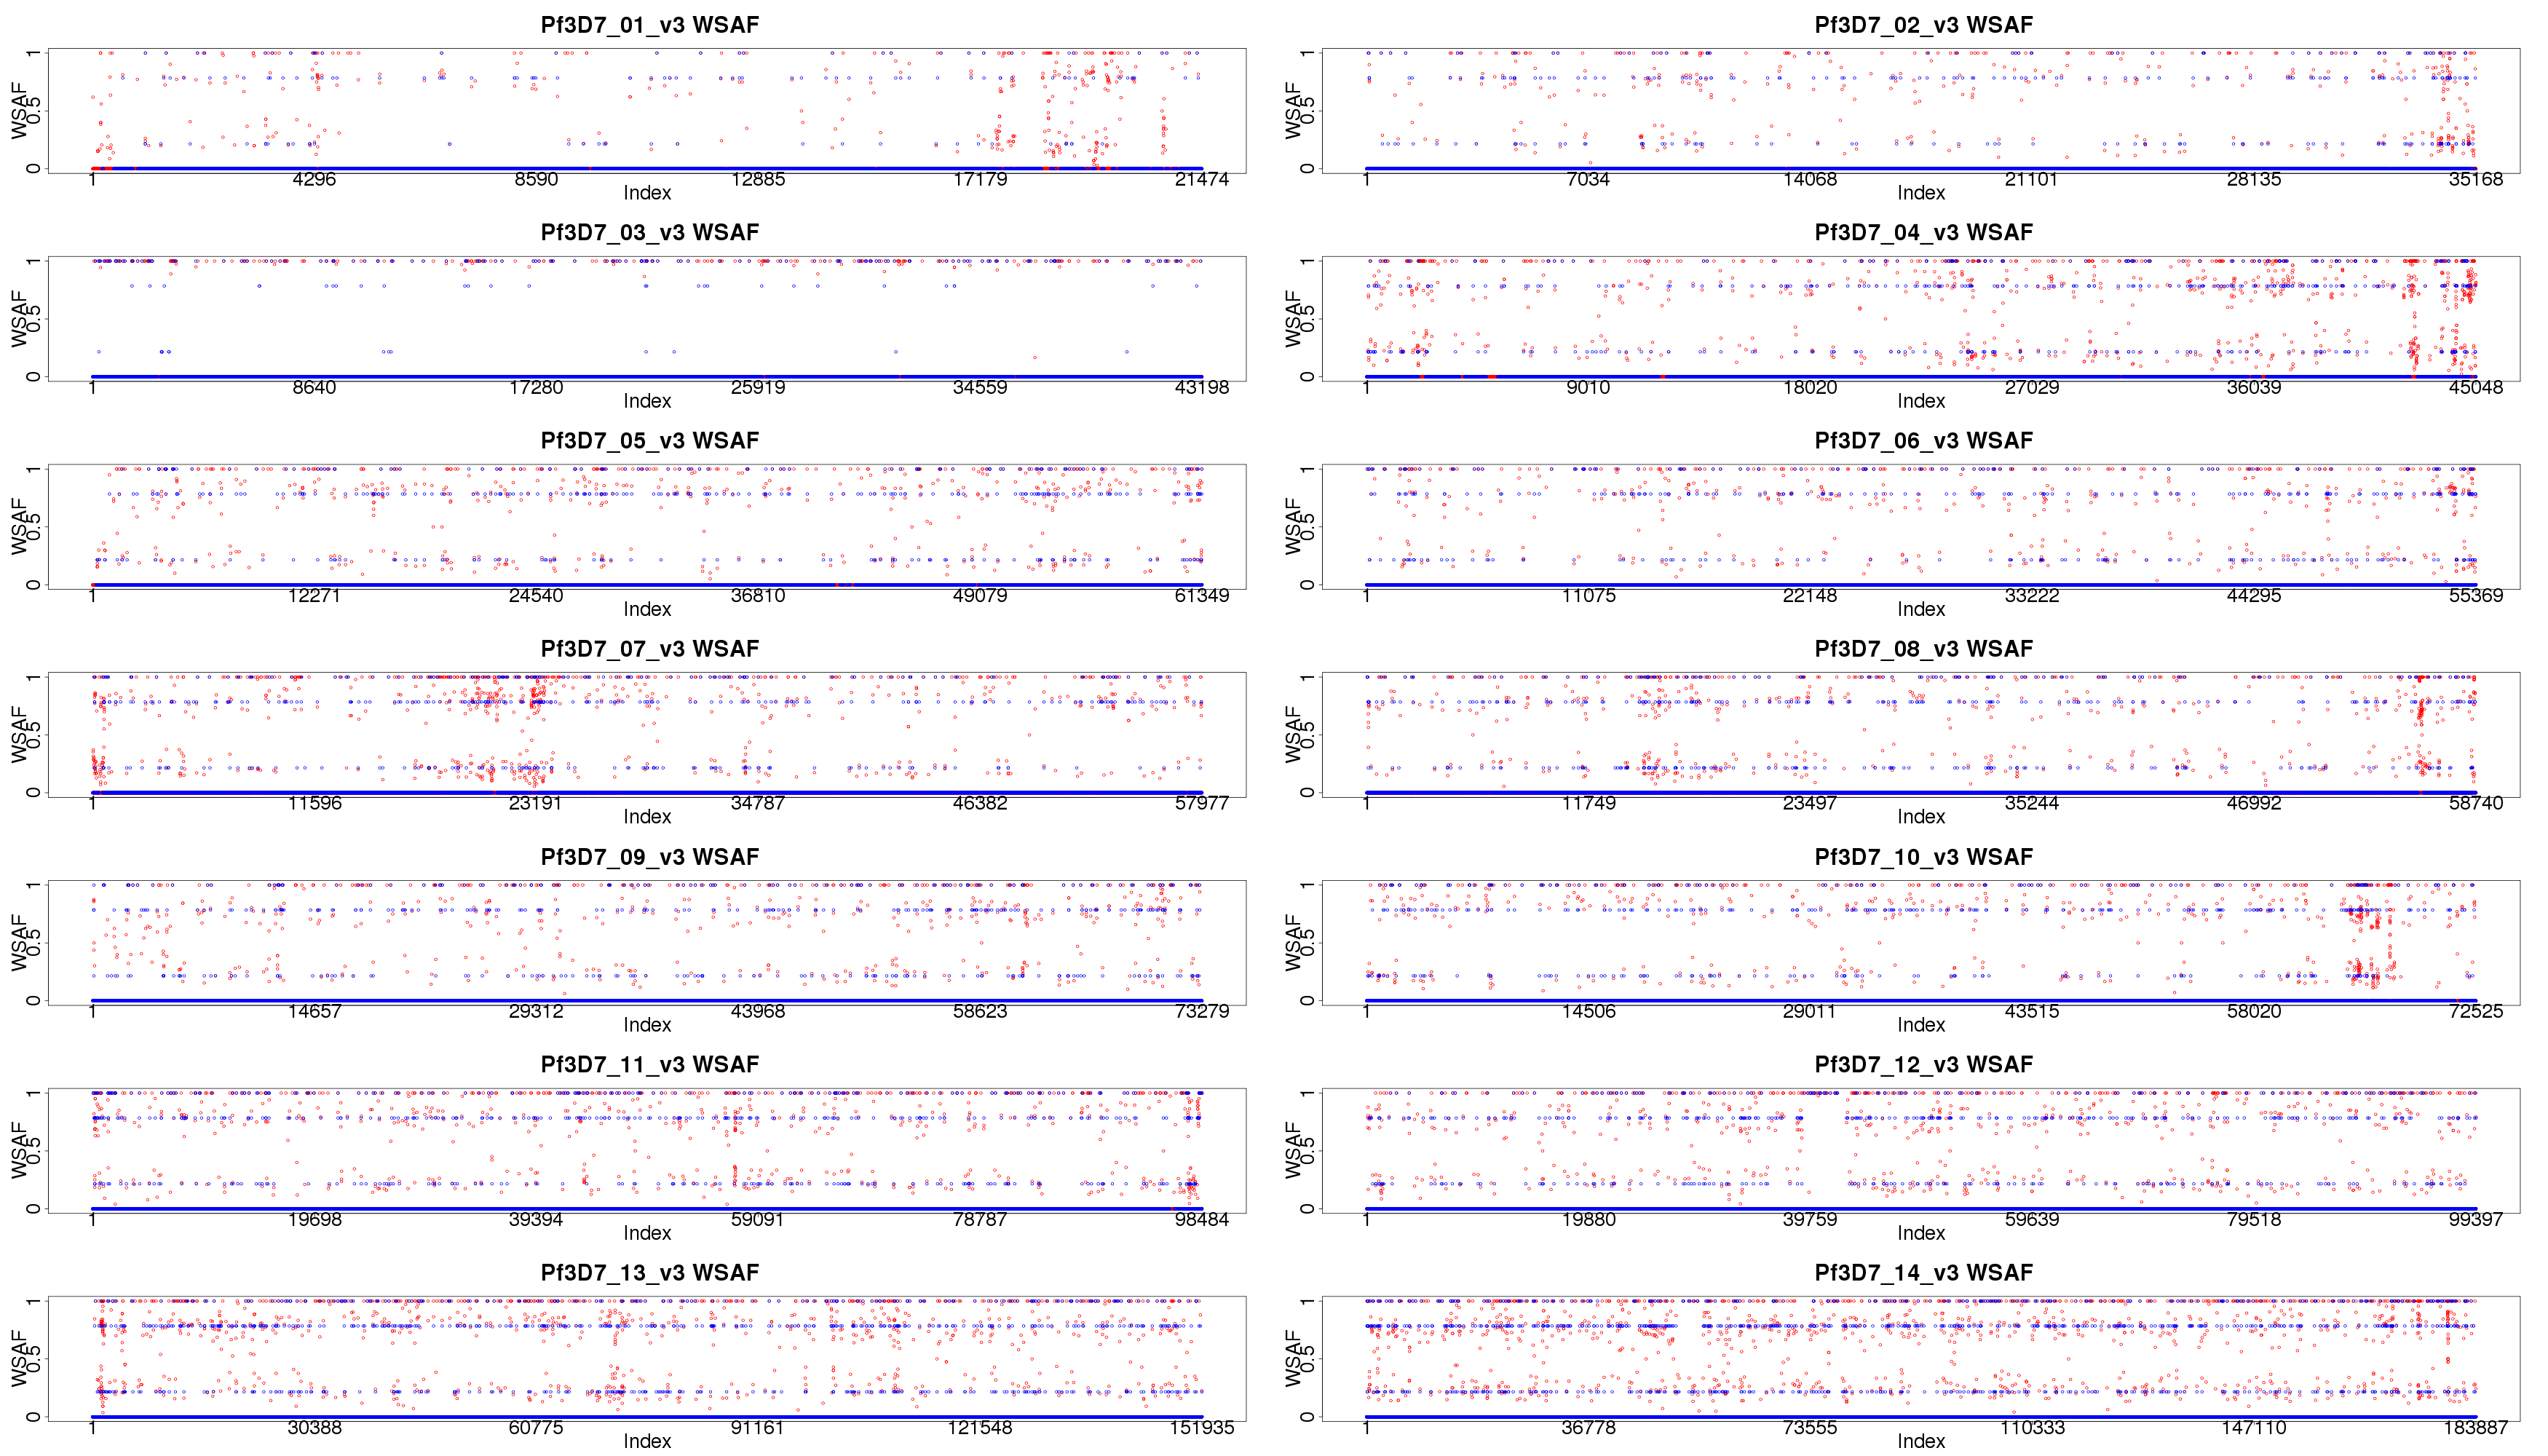 Pf3D7_01_v3 WSAF
WSAF
0 0.5 1
1 4296 8590 12885 17179 21474
Index
Pf3D7_02_v3 WSAF
WSAF
0 0.5 1
1 7034 14068 21101 28135 35168
Index
Pf3D7_03_v3 WSAF
WSAF
0 0.5 1
1 8640 17280 25919 34559 43198
Index
Pf3D7_04_v3 WSAF
WSAF
0 0.5 1
1 9010 18020 27029 36039 45048
Index
Pf3D7_05_v3 WSAF
WSAF
0 0.5 1
1 12271 24540 36810 49079 61349
Index
Pf3D7_06_v3 WSAF
WSAF
0 0.5 1
1 11075 22148 33222 44295 55369
Index
Pf3D7_07_v3 WSAF
WSAF
0 0.5 1
1 11596 23191 34787 46382 57977
Index
Pf3D7_08_v3 WSAF
WSAF
0 0.5 1
1 11749 23497 35244 46992 58740
Index
Pf3D7_09_v3 WSAF
WSAF
0 0.5 1
1 14657 29312 43968 58623 73279
Index
Pf3D7_10_v3 WSAF
WSAF
0 0.5 1
1 14506 29011 43515 58020 72525
Index
Pf3D7_11_v3 WSAF
WSAF
0 0.5 1
1 19698 39394 59091 78787 98484
Index
Pf3D7_12_v3 WSAF
WSAF
0 0.5 1
1 19880 39759 59639 79518 99397
Index
Pf3D7_13_v3 WSAF
WSAF
0 0.5 1
1 30388 60775 91161 121548 151935
Index
Pf3D7_14_v3 WSAF
WSAF
0 0.5 1
1 36778 73555 110333 147110 183887
Index